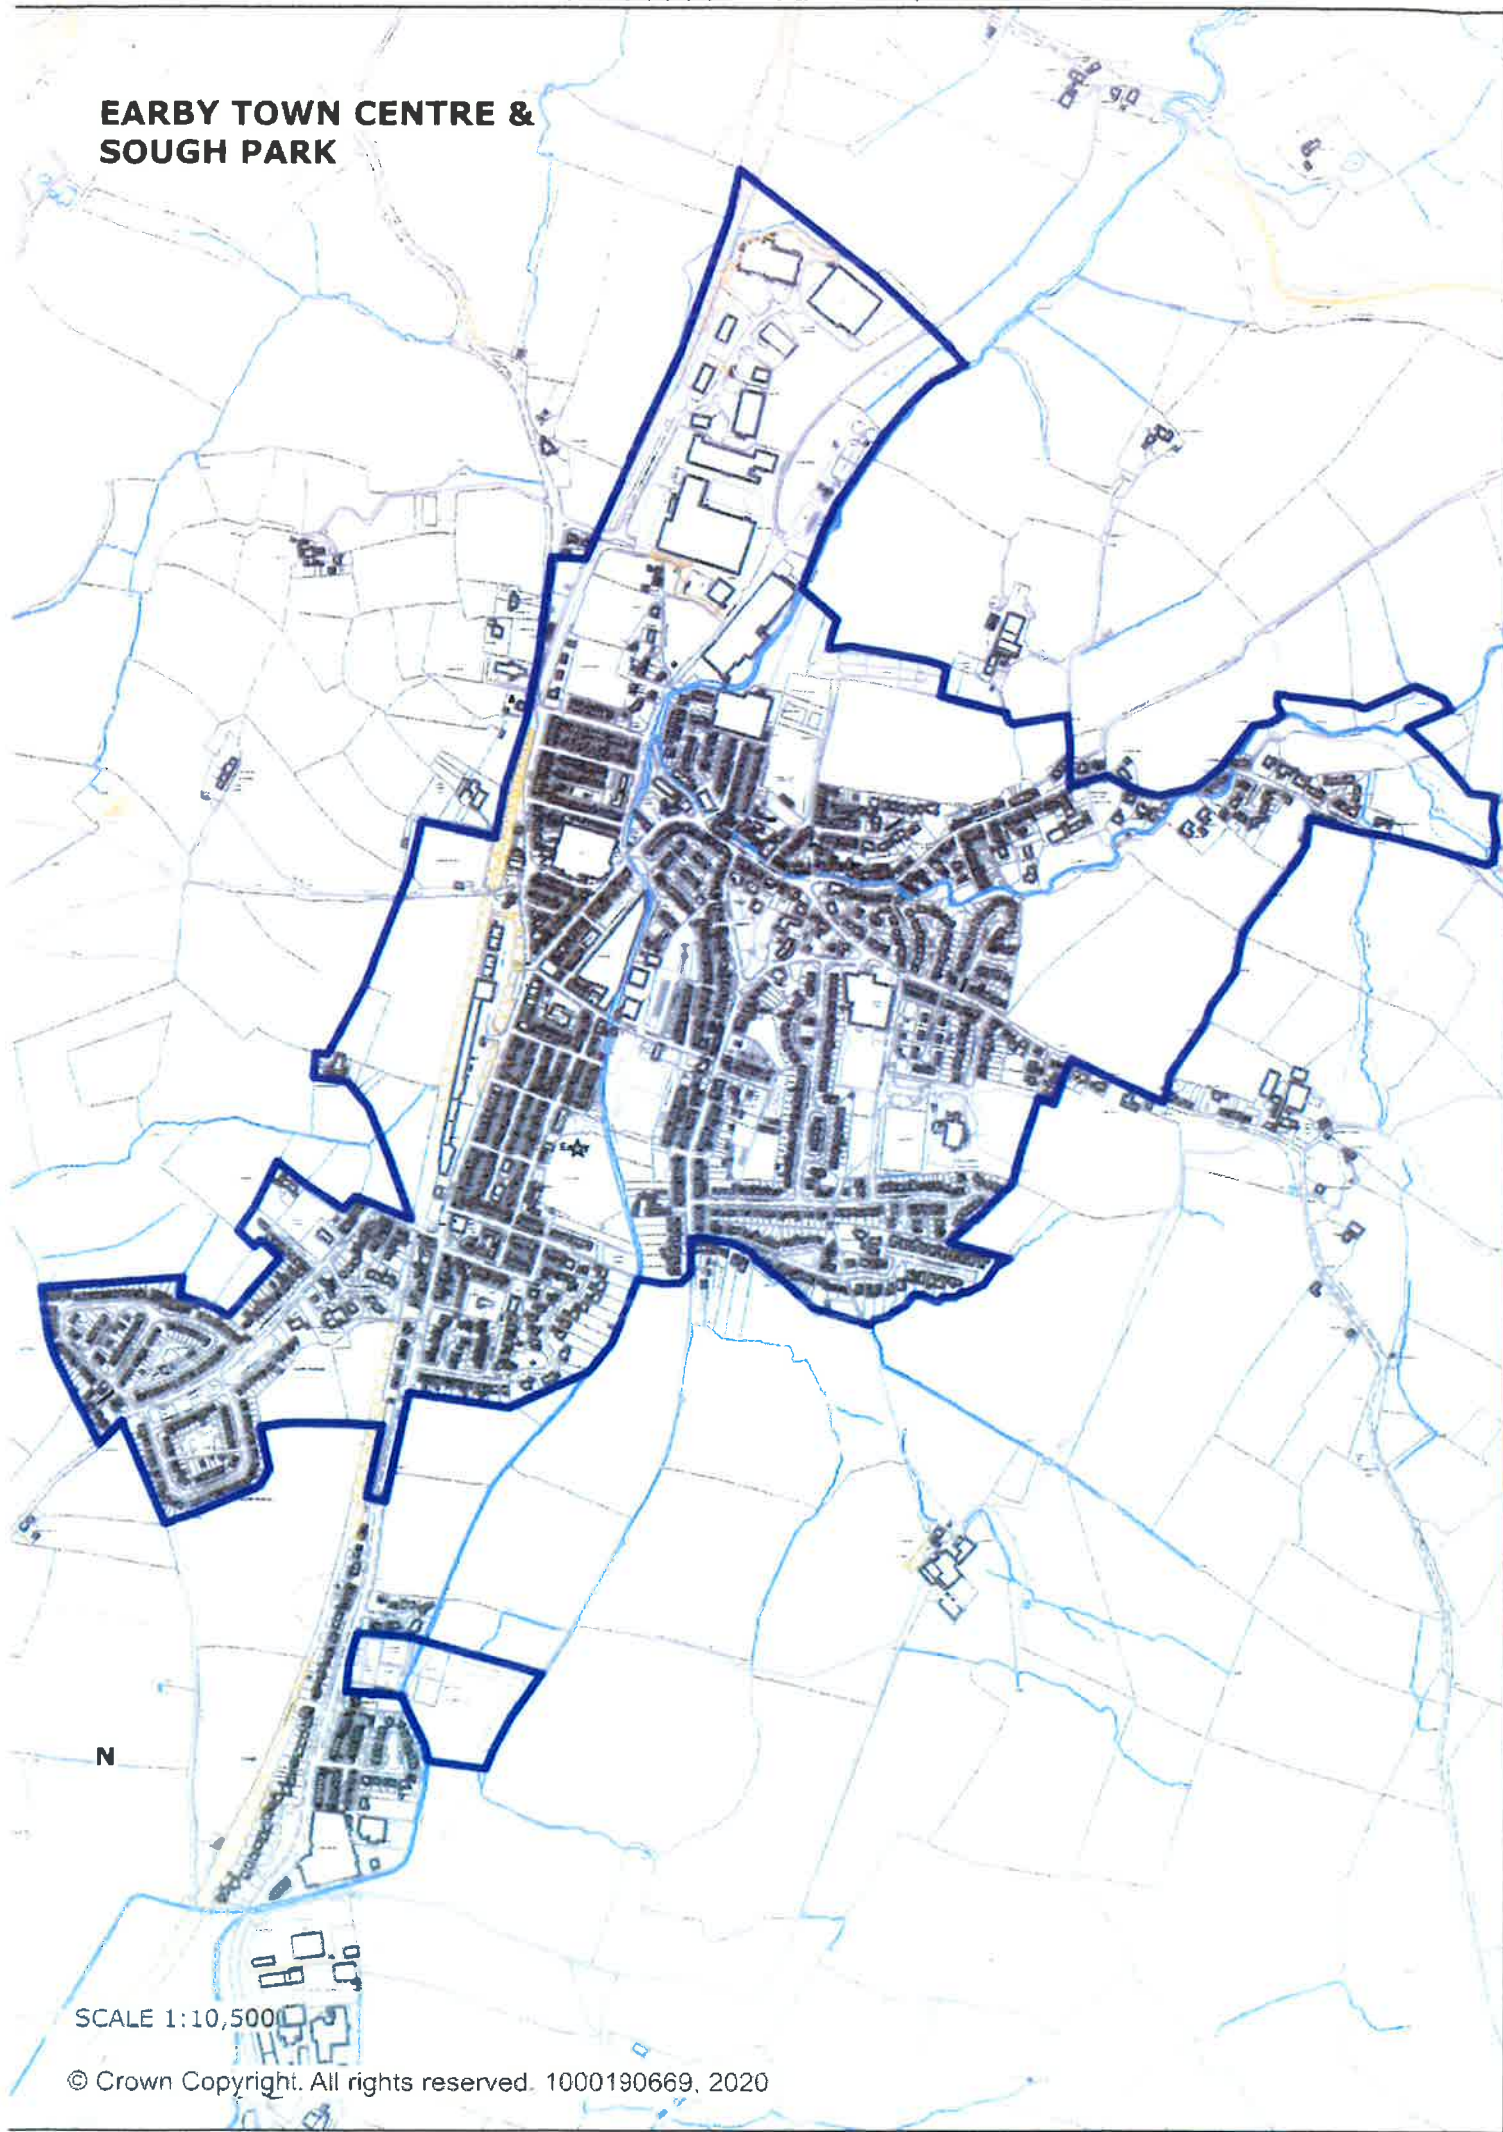 EARBY TOWN CENTRE &
SOUGH PARK
N
SCALE 1:10,500
© Crown Copyright. All rights reserved. 1000190669, 2020